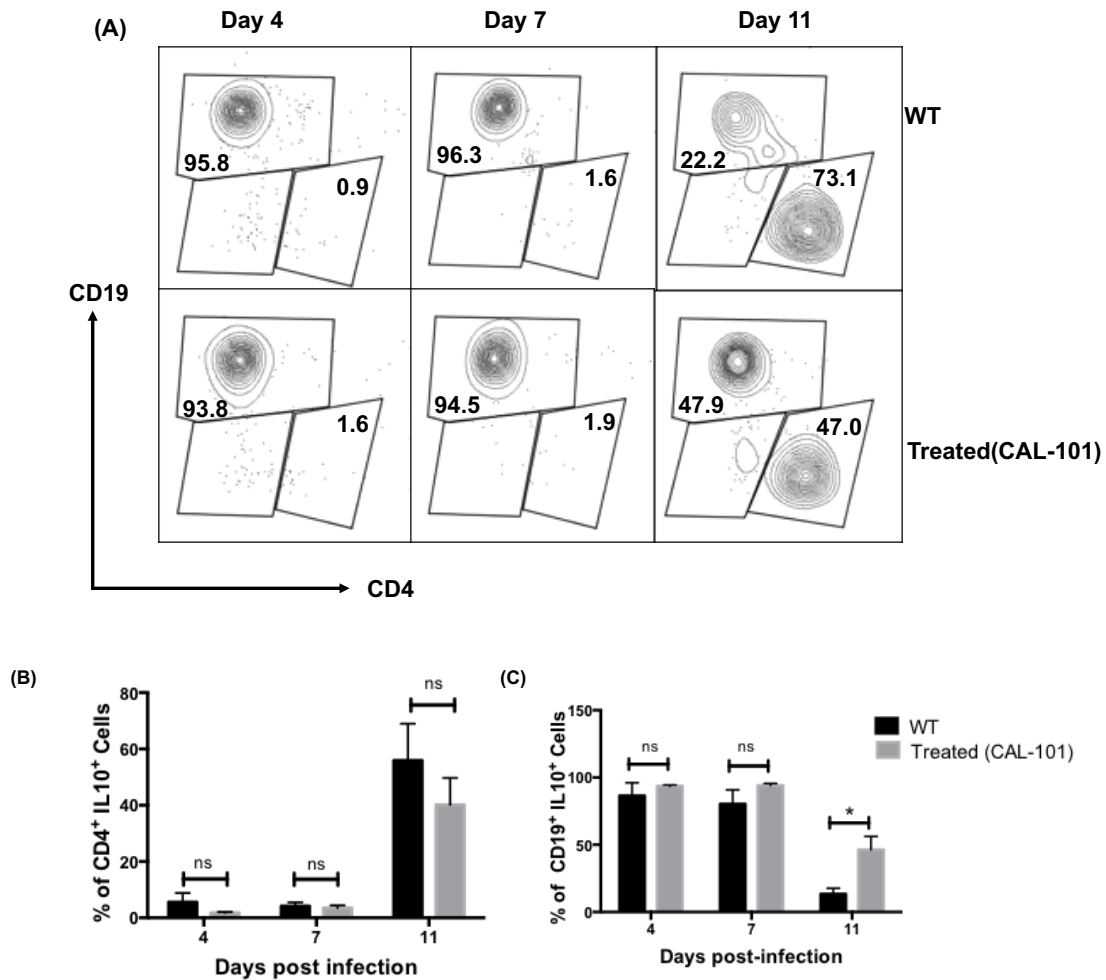 (A)
Day 4 Day 7 Day 11
95.8 0.9
96.3 1.6
22.2 73.1
WT
CD19
93.8 1.6
94.5 1.9
47.9 47.0
Treated(CAL-101)
CD4
(B)
% of CD4+ IL10+ Cells
80
60
40
20
0
ns
ns
ns
4 7 11
Days post infection
(C)
% of CD19+ IL10+ Cells
150
100
50
0
ns
ns
*
4 7 11
Days post-infection
WT
Treated (CAL-101)